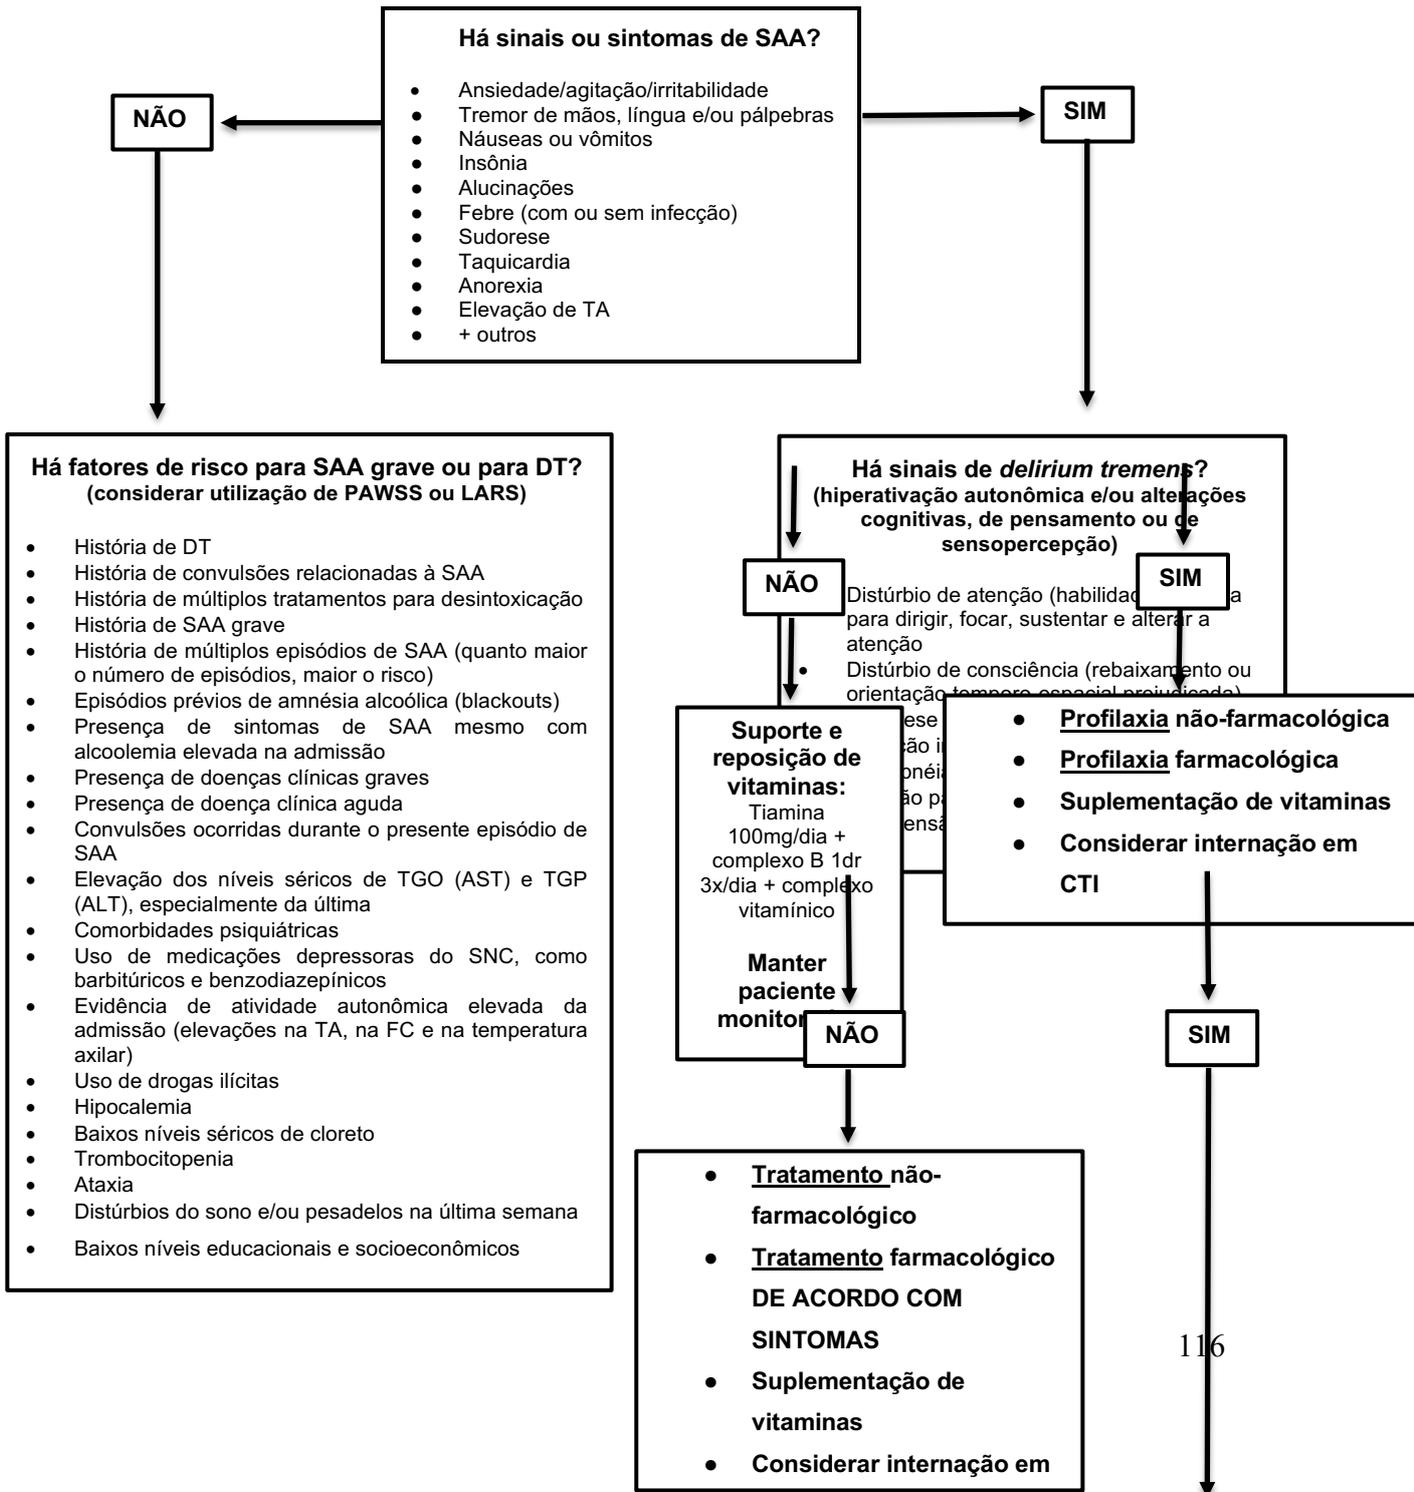 Há sinais ou sintomas de SAA?
● Ansiedade/agitação/irritabilidade
● Tremor de mãos, língua e/ou pálpebras
● Náuseas ou vômitos
● Insônia
● Alucinações
● Febre (com ou sem infecção)
● Sudorese
● Taquicardia
● Anorexia
● Elevação de TA
● + outros
NÃO
SIM
Há fatores de risco para SAA grave ou para DT?
(considerar utilização de PAWSS ou LARS)
● História de DT
● História de convulsões relacionadas à SAA
● História de múltiplos tratamentos para desintoxicação
● História de SAA grave
● História de múltiplos episódios de SAA (quanto maior
o número de episódios, maior o risco)
● Episódios prévios de amnésia alcoólica (blackouts)
● Presença de sintomas de SAA mesmo com
alcoolemia elevada na admissão
● Presença de doenças clínicas graves
● Presença de doença clínica aguda
● Convulsões ocorridas durante o presente episódio de
SAA
● Elevação dos níveis séricos de TGO (AST) e TGP
(ALT), especialmente da última
● Comorbidades psiquiátricas
● Uso de medicações depressoras do SNC, como
barbitúricos e benzodiazepínicos
● Evidência de atividade autonômica elevada da
admissão (elevações na TA, na FC e na temperatura
axilar)
● Uso de drogas ilícitas
● Hipocalemia
● Baixos níveis séricos de cloreto
● Trombocitopenia
● Ataxia
● Distúrbios do sono e/ou pesadelos na última semana
● Baixos níveis educacionais e socioeconômicos
Há sinais de delirium tremens?
(hiperativação autonômica e/ou alterações
cognitivas, de pensamento ou de
sensopercepção)
Distúrbio de atenção
para dirigir, focar, sustentar e alterar a
atenção
● Distúrbio de consciência (rebaixamento ou
orientação temporo-espacial prejudicada)
NÃO
SIM
Suporte e
reposição de
vitaminas:
Tiamina
100mg/dia +
complexo B 1dr
3x/dia + complexo
vitamínico
Manter
paciente
● Profilaxia não-farmacológica
● Profilaxia farmacológica
● Suplementação de vitaminas
● Considerar internação em
CTI
NÃO
SIM
● Tratamento não-
farmacológico
● Tratamento farmacológico
DE ACORDO COM
SINTOMAS
● Suplementação de
vitaminas
● Considerar internação em
116